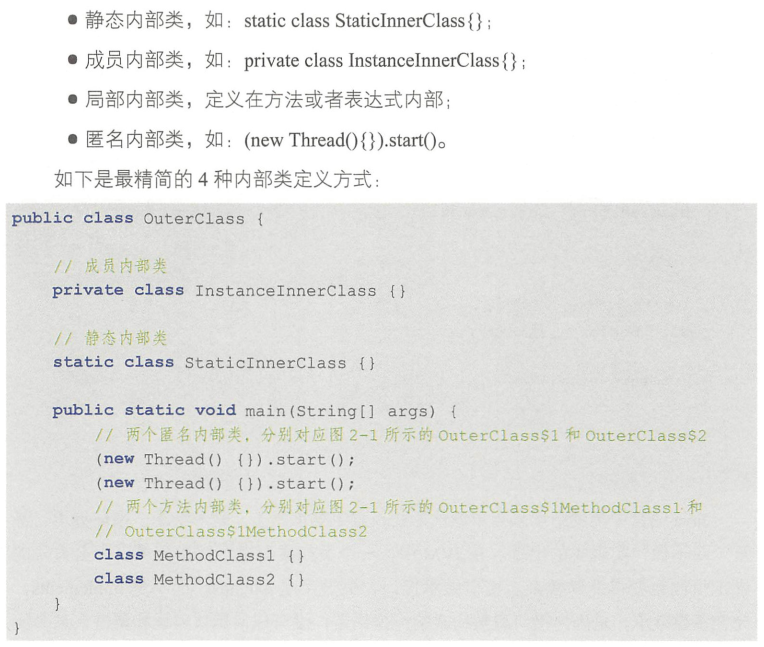 ● 静态内部类，如：static class StaticInnerClass{};
● 成员内部类，如：private class InstanceInnerClass{};
● 局部内部类，定义在方法或者表达式内部；
● 匿名内部类，如：(new Thread(){}).start()。
如下是最精简的 4 种内部类定义方式：
public class OuterClass {
// 成员内部类
private class InstanceInnerClass {}
// 静态内部类
static class StaticInnerClass {}
public static void main(String[] args) {
// 两个匿名内部类，分别对应图 2-1 所示的 OuterClass$1 和 OuterClass$2
(new Thread() {}).start();
(new Thread() {}).start();
// 两个方法内部类，分别对应图 2-1 所示的 OuterClass$1MethodClass1 和
// OuterClass$1MethodClass2
class MethodClass1 {}
class MethodClass2 {}
}
}